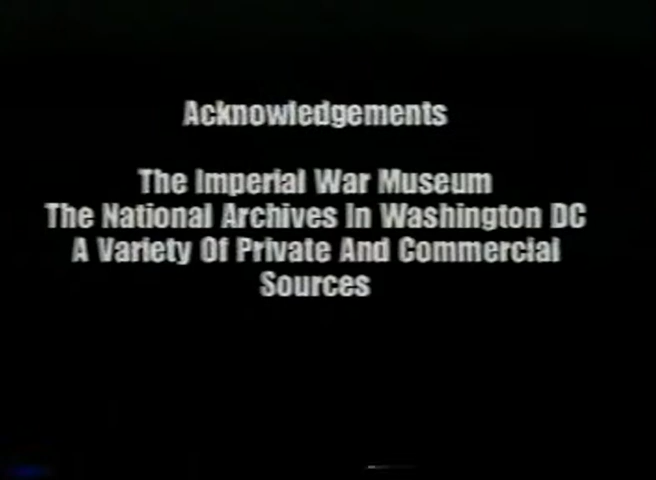 Acknowledgements
The Imperial War Museum
The National Archives In Washington DC
A Variety Of Private And Commercial
Sources